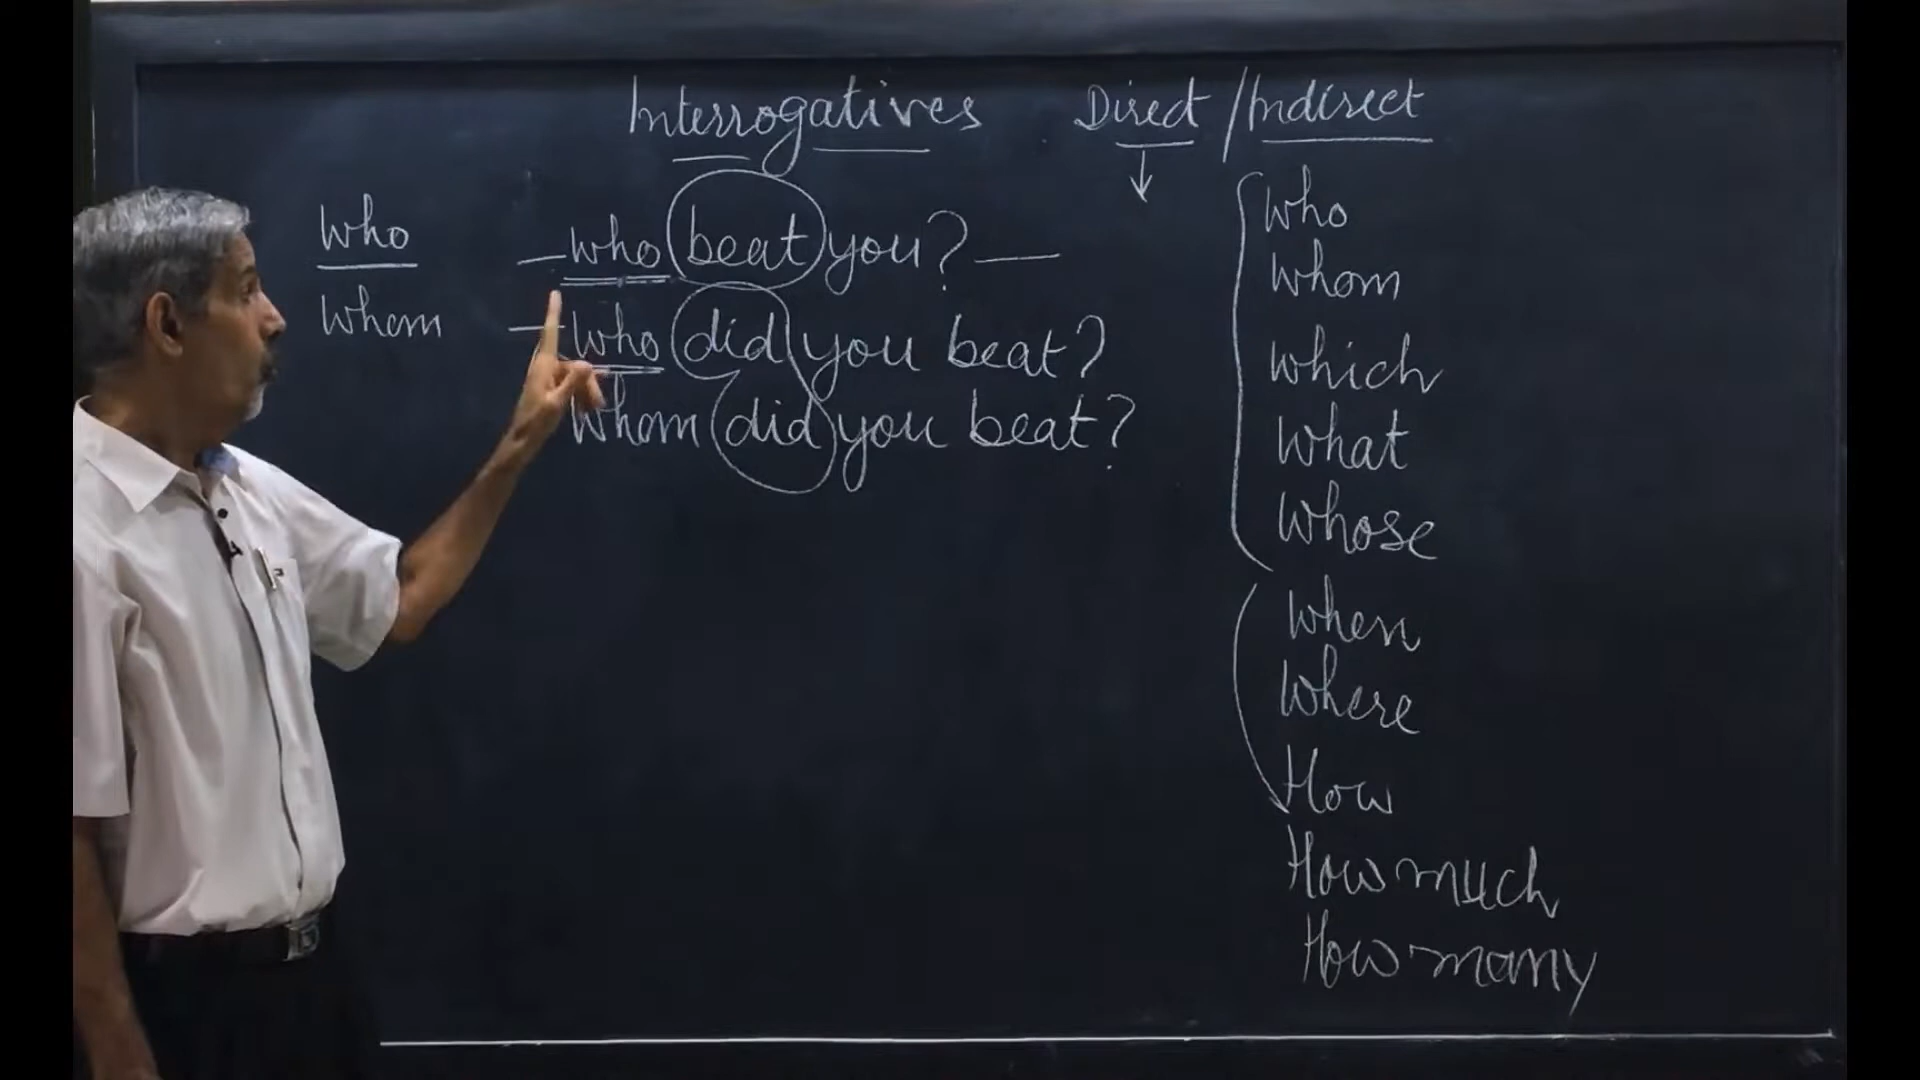 Interrogatives Direct / Indirect
who
whom
who beat you?
who did you beat?
whom did you beat?
who
whom
which
what
whose
when
where
How
How much
How many